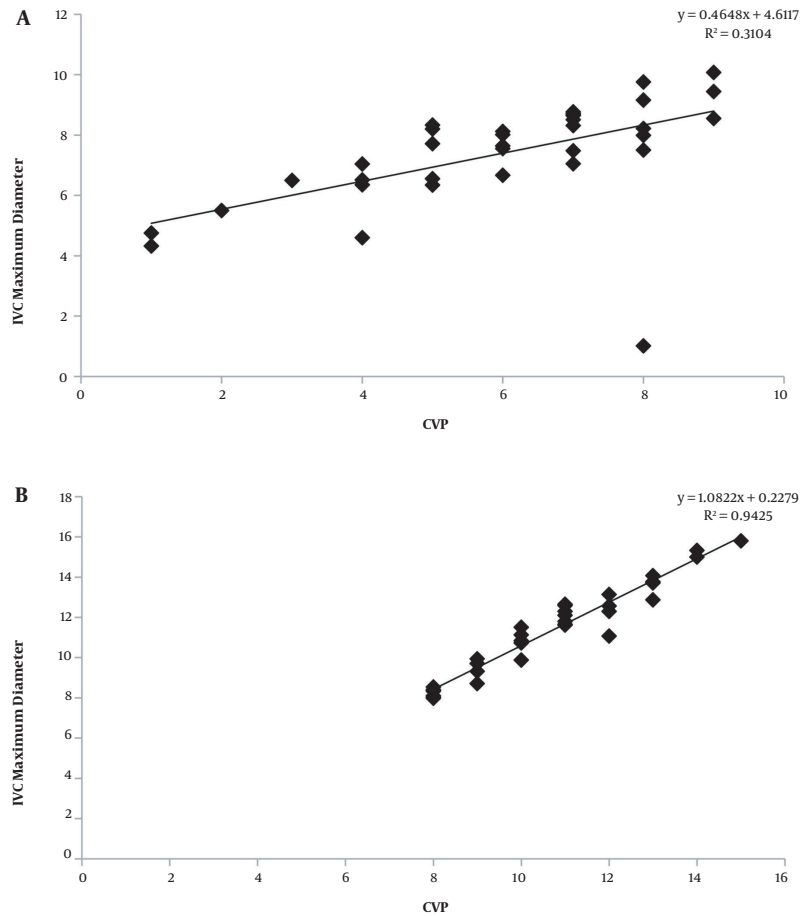 A
y = 0.4648x + 4.6117
R² = 0.3104
12
10
8
6
4
2
0
IVC Maximum Diameter
0 2 4 6 8 10
CVP
B
y = 1.0822x + 0.2279
R² = 0.9425
18
16
14
12
10
8
6
4
2
0
IVC Maximum Diameter
0 2 4 6 8 10 12 14 16
CVP